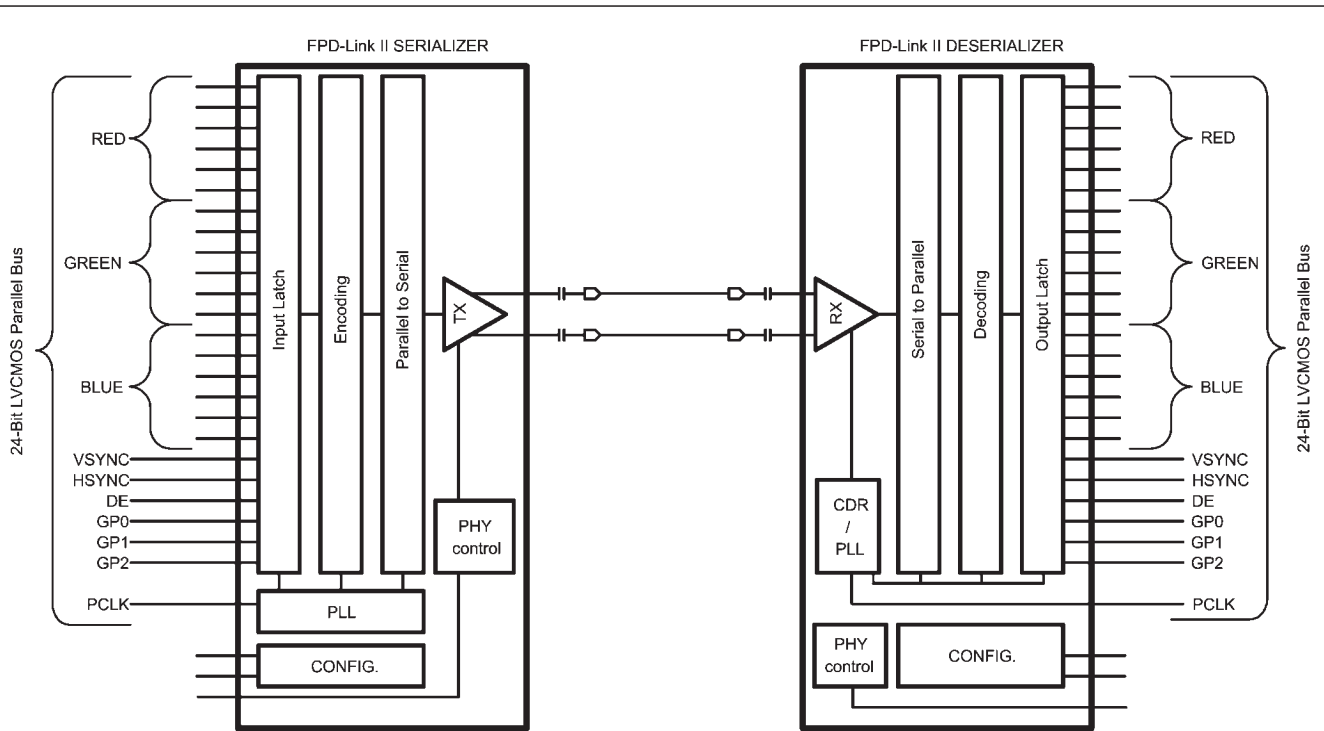 FPD-Link II SERIALIZER
FPD-Link II DESERIALIZER
24-Bit LVCMOS Parallel Bus
RED
GREEN
BLUE
VSYNC
HSYNC
DE
GP0
GP1
GP2
PCLK
Input Latch
Encoding
Parallel to Serial
TX
PHY
control
PLL
CONFIG.
RX
Serial to Parallel
Decoding
Output Latch
CDR
/
PLL
PHY
control
CONFIG.
RED
GREEN
BLUE
VSYNC
HSYNC
DE
GP0
GP1
GP2
PCLK
24-Bit LVCMOS Parallel Bus